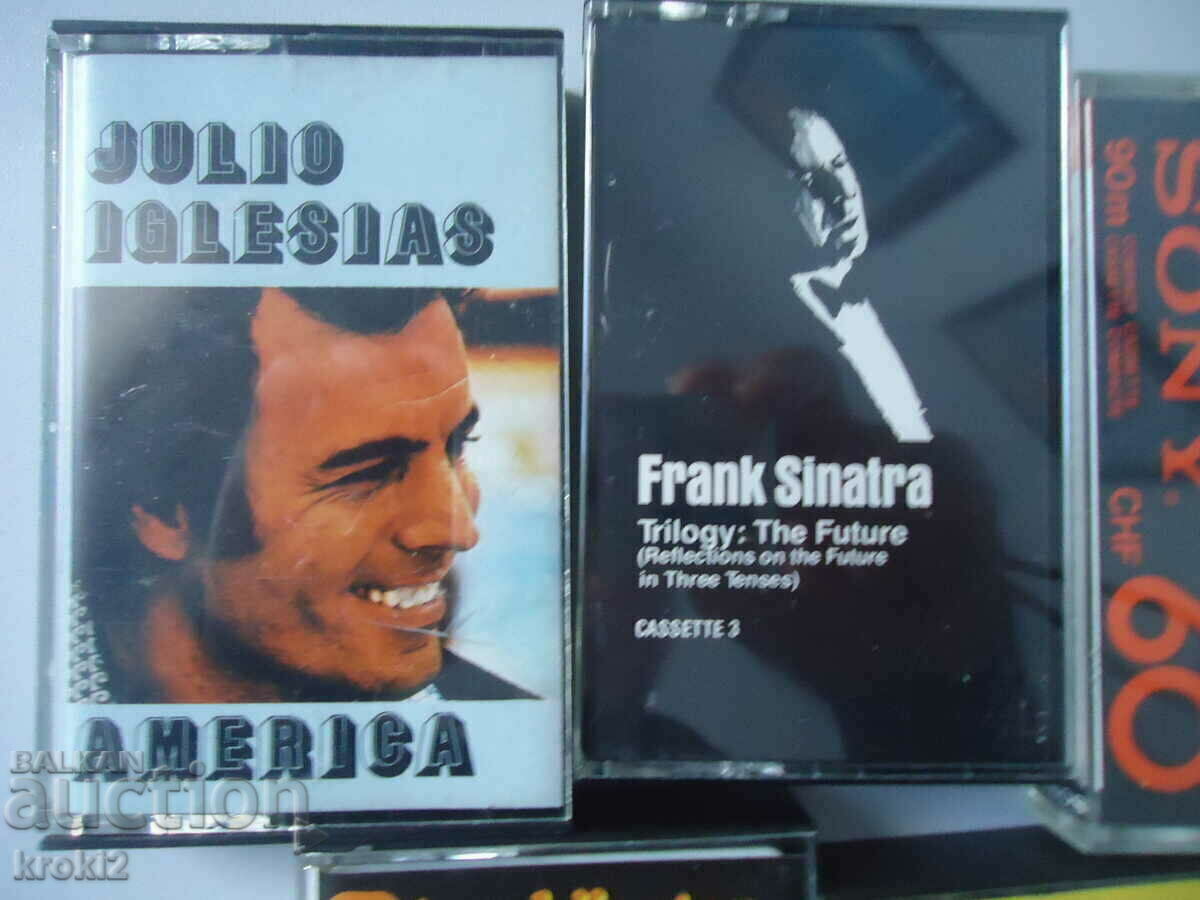 JULIO
IGLESIAS
AMERICA
Frank Sinatra
Trilogy: The Future
(Reflections on the Future
in Three Tenses)
CASSETTE 3
SONY.
CHF 60
BALKAN
auction
kroki2